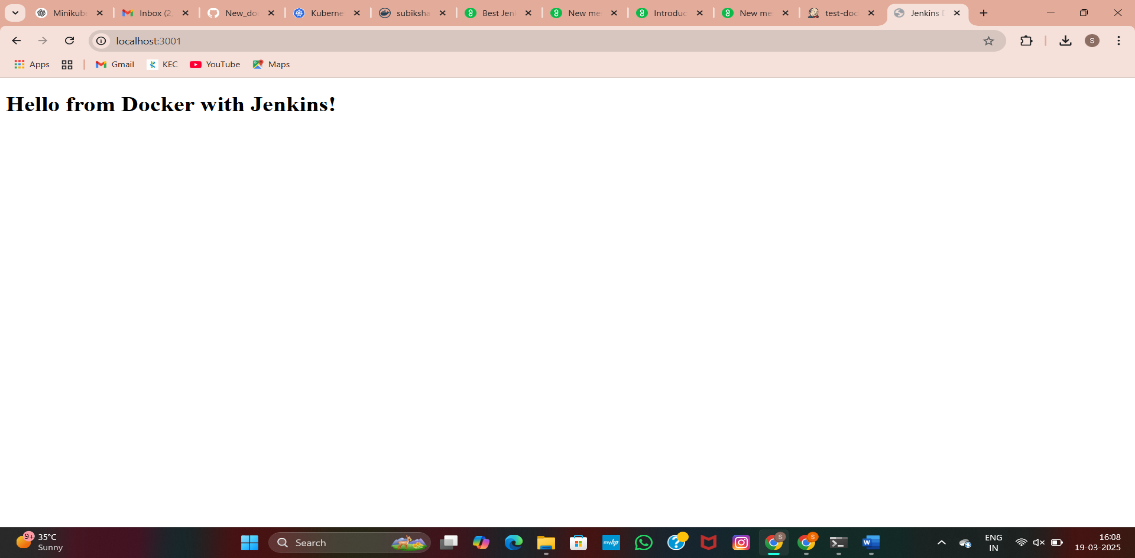 Minikub
Inbox (2,
New_do
Kuberne
subiksha
Best Jen
New me
Introduc
New me
test-doc
Jenkins
localhost:3001
S
Apps
Gmail
KEC
YouTube
Maps
Hello from Docker with Jenkins!
35°C
Sunny
Search
ENG
IN
16:08
19-03-2025